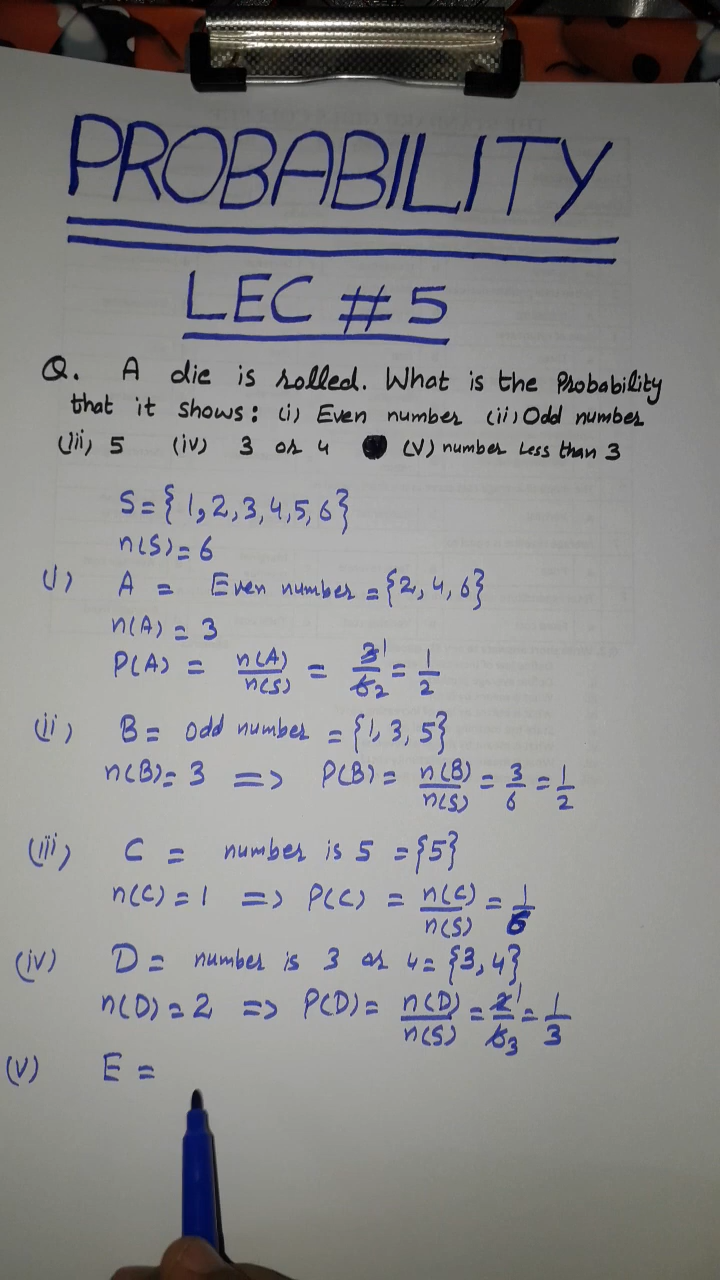 PROBABILITY
LEC #5
Q. A die is rolled. What is the Probability
that it shows: (i) Even number (ii) Odd number
(iii) 5 (iv) 3 or 4 (V) number Less than 3
S={1,2,3,4,5,6}
n(S)=6
(i) A = Even number = {2,4,6}
n(A) = 3
P(A) = n(A)/n(S) = 3/6 1/2 = 1/2
(ii) B= odd number = {1,3,5}
n(B)= 3 => P(B)= n(B)/n(S) = 3/6 = 1/2
(iii) C = number is 5 ={5}
n(C)=1 => P(C) = n(C)/n(S) = 1/6
(iv) D= number is 3 or 4= {3,4}
n(D)=2 => P(D)= n(D)/n(S) = 2/6 1/3 = 1/3
(V) E =